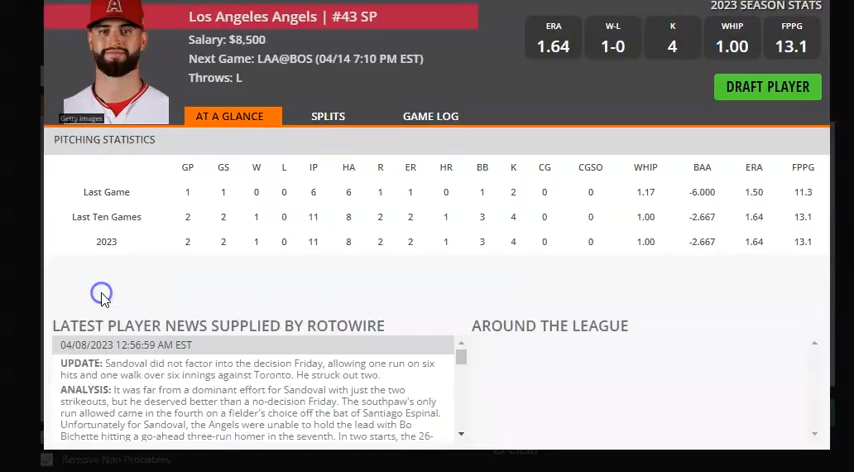 2023 SEASON STATS
Los Angeles Angels | #43 SP
Salary: $8,500
Next Game: LAA@BOS (04/14 7:10 PM EST)
Throws: L
ERA W-L K WHIP FPPG
1.64 1-0 4 1.00 13.1
DRAFT PLAYER
Getty Images
AT A GLANCE SPLITS GAME LOG
PITCHING STATISTICS
GP GS W L IP HA R ER HR BB K CG CGSO WHIP BAA ERA FPPG
Last Game 1 1 0 0 6 6 1 1 0 1 2 0 0 1.17 -6.000 1.50 11.3
Last Ten Games 2 2 1 0 11 8 2 2 1 3 4 0 0 1.00 -2.667 1.64 13.1
2023 2 2 1 0 11 8 2 2 1 3 4 0 0 1.00 -2.667 1.64 13.1
LATEST PLAYER NEWS SUPPLIED BY ROTOWIRE
04/08/2023 12:56:59 AM EST
UPDATE: Sandoval did not factor into the decision Friday, allowing one run on six
hits and one walk over six innings against Toronto. He struck out two.
ANALYSIS: It was far from a dominant effort for Sandoval with just the two
strikeouts, but he deserved better than a no-decision Friday. The southpaw's only
run allowed came in the fourth on a fielder's choice off the bat of Santiago Espinal.
Unfortunately for Sandoval, the Angels were unable to hold the lead with Bo
Bichette hitting a go-ahead three-run homer in the seventh. In two starts, the 26-
AROUND THE LEAGUE
Remove Non Probables